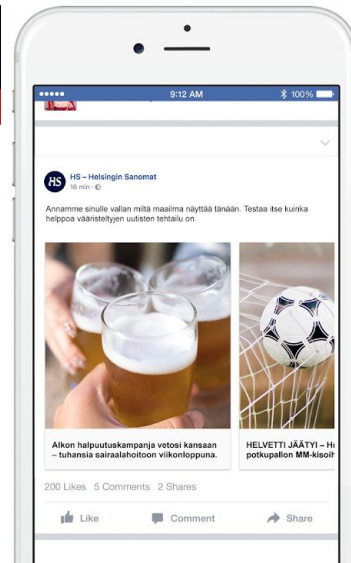 9:12 AM
100%
HS
HS – Helsingin Sanomat
16 min
Annamme sinulle vallan miltä maailma näyttää tänään. Testaa itse kuinka
helppoa vääristeltyjen uutisten tehtailu on.
Alkon halpuutuskampanja vetosi kansaan
– tuhansia sairaalahoitoon viikonloppuna.
HELVETTI JÄÄTYI –
potkupallon MM-kisoih
200 Likes 5 Comments 2 Shares
Like Comment Share